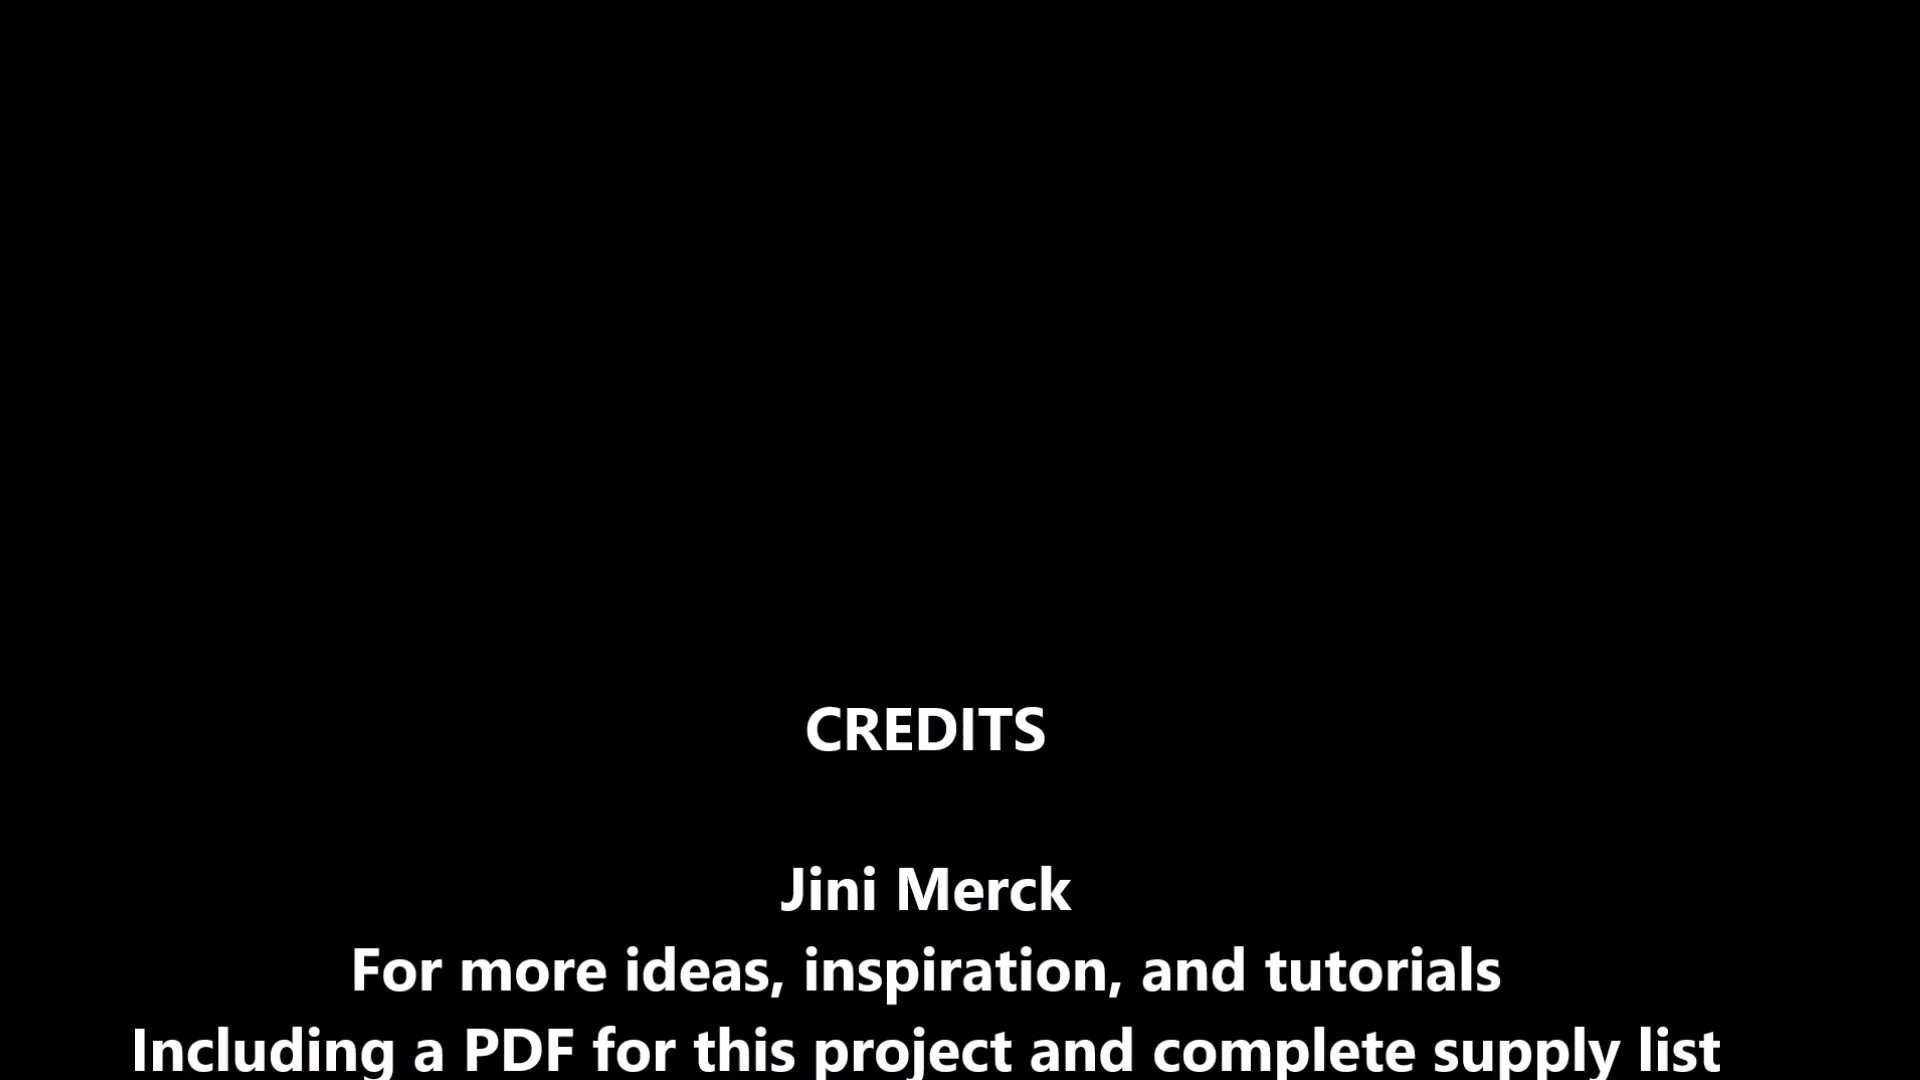 CREDITS
Jini Merck
For more ideas, inspiration, and tutorials
Including a PDF for this project and complete supply list